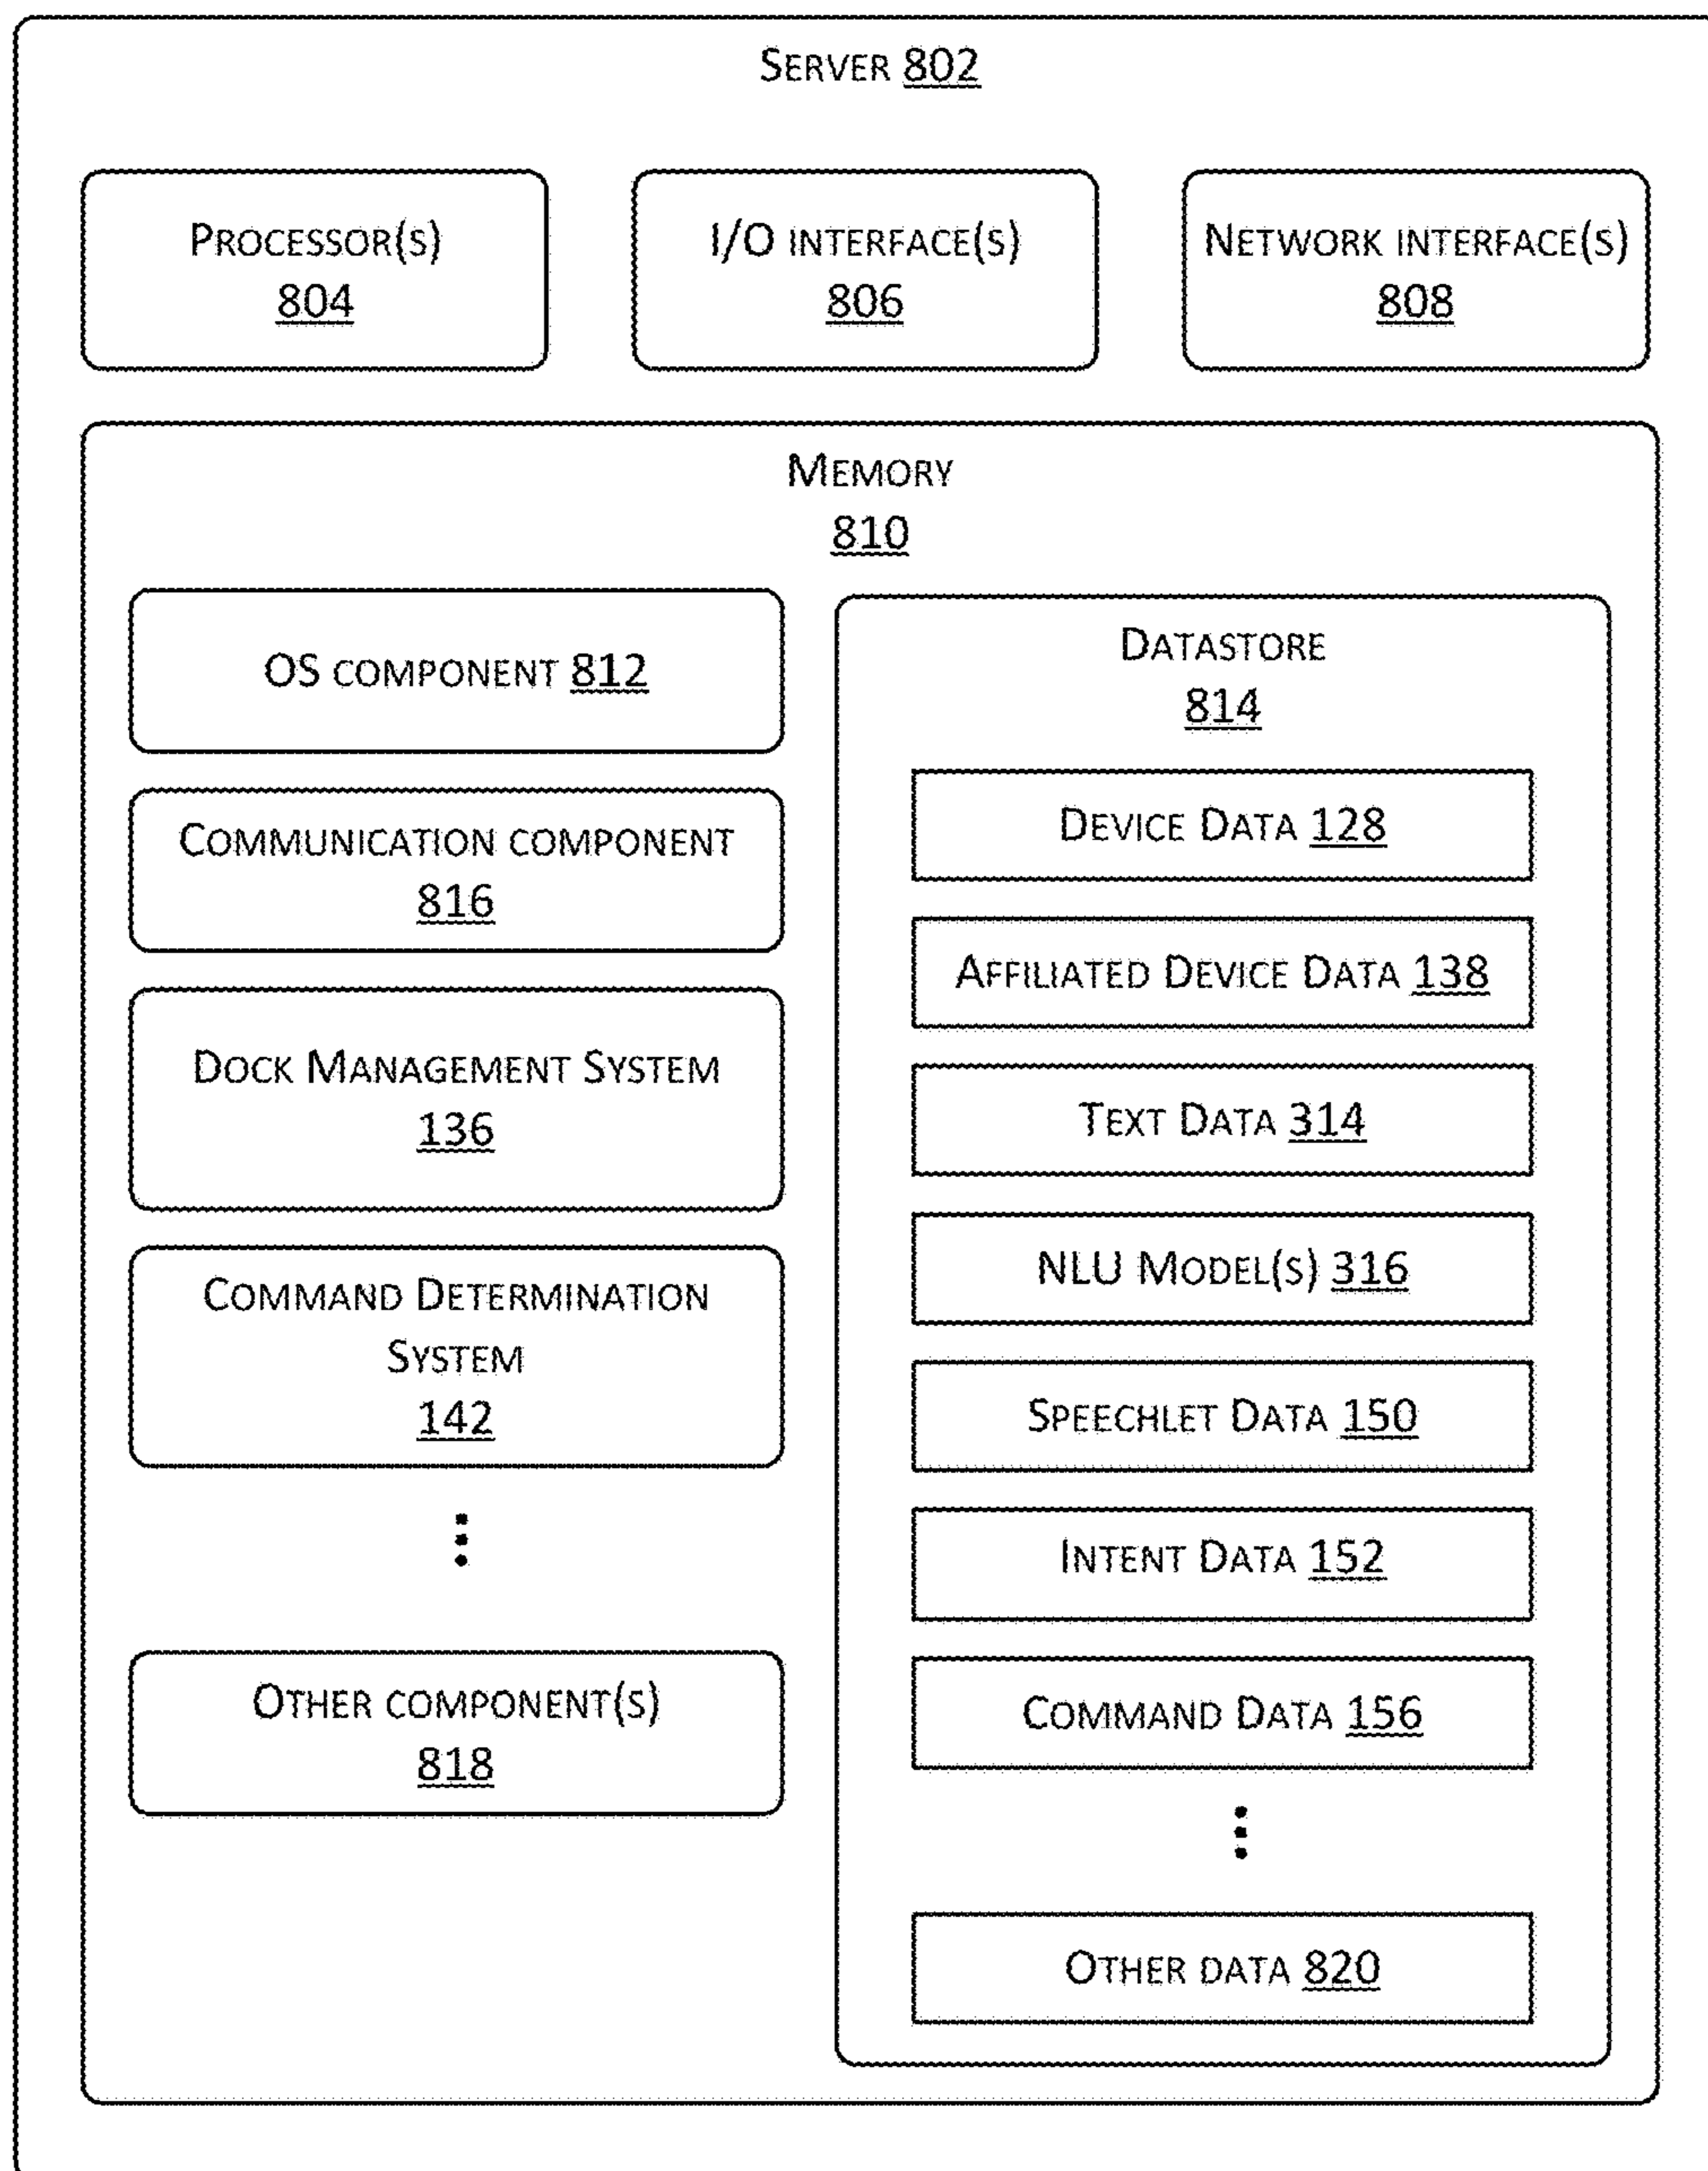 SERVER 802
PROCESSOR(S)
804
I/O INTERFACE(S)
806
NETWORK INTERFACE(S)
808
MEMORY
810
OS COMPONENT 812
COMMUNICATION COMPONENT
816
DOCK MANAGEMENT SYSTEM
136
COMMAND DETERMINATION
SYSTEM
142
OTHER COMPONENT(S)
818
DATASTORE
814
DEVICE DATA 128
AFFILIATED DEVICE DATA 138
TEXT DATA 314
NLU MODEL(S) 316
SPEECHLET DATA 150
INTENT DATA 152
COMMAND DATA 156
OTHER DATA 820